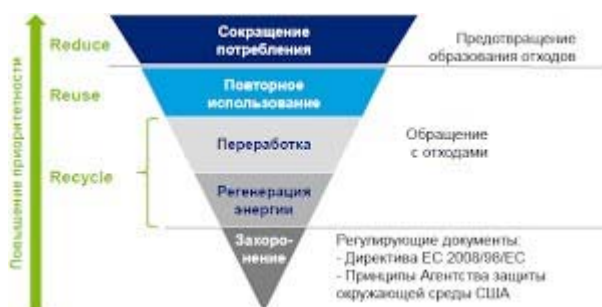 Повышение приоритетности
Reduce
Сокращение
потребления
Предотвращение
образования отходов
Reuse
Повторное
использование
Recycle
Переработка
Обращение
с отходами
Регенерация
энергии
Захоро-
нение
Регулирующие документы:
- Директива ЕС 2008/98/EC
- Принципы Агентства защиты
окружающей среды США